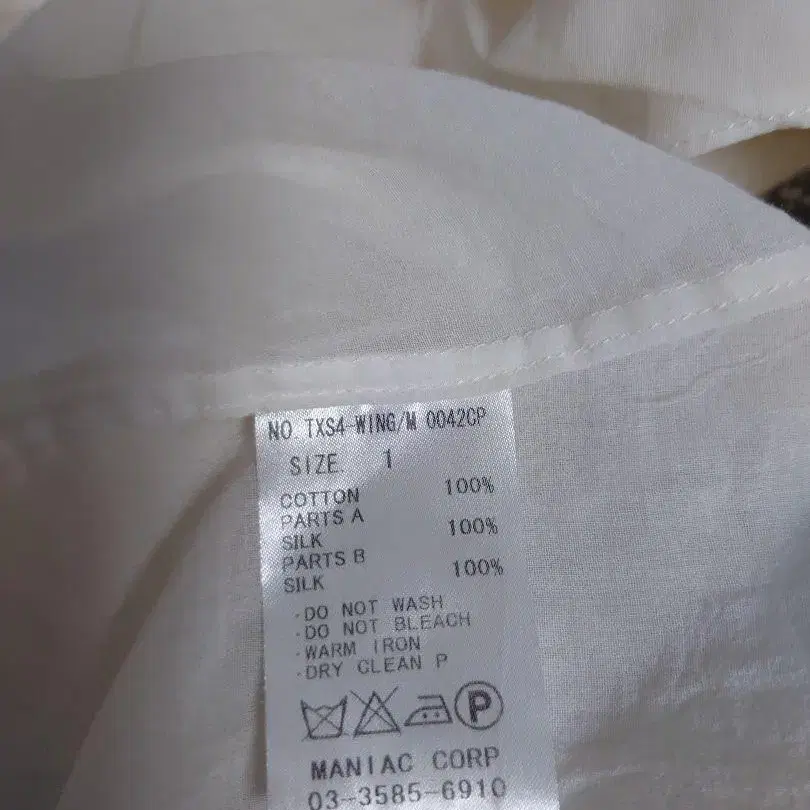 NO. TXS4-WING/M 0042CP
SIZE. 1
COTTON 100%
PARTS A
SILK 100%
PARTS B
SILK 100%
·DO NOT WASH
·DO NOT BLEACH
·WARM IRON
·DRY CLEAN P
P
MANIAC CORP
03-3585-6910